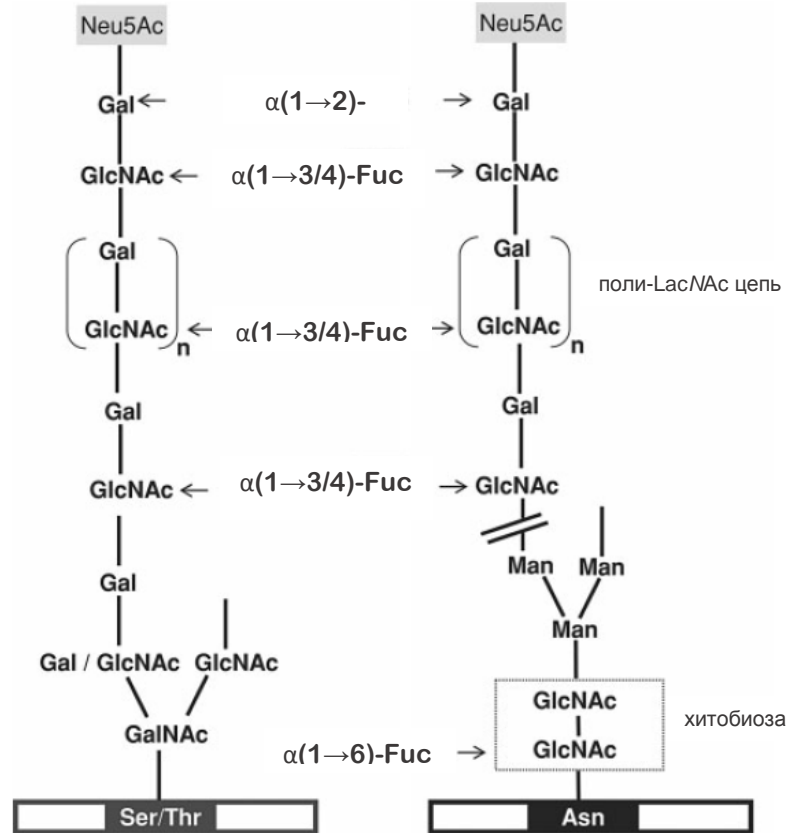 Neu5Ac Neu5Ac
Gal ← α(1→2)- → Gal
GlcNAc ← α(1→3/4)-Fuc → GlcNAc
Gal Gal
поли-LacNAc цепь
GlcNAc n ← α(1→3/4)-Fuc → GlcNAc n
Gal Gal
GlcNAc ← α(1→3/4)-Fuc → GlcNAc
Gal Man Man
Man
Gal / GlcNAc GlcNAc
GlcNAc хитобиоза
GalNAc α(1→6)-Fuc → GlcNAc
Ser/Thr Asn